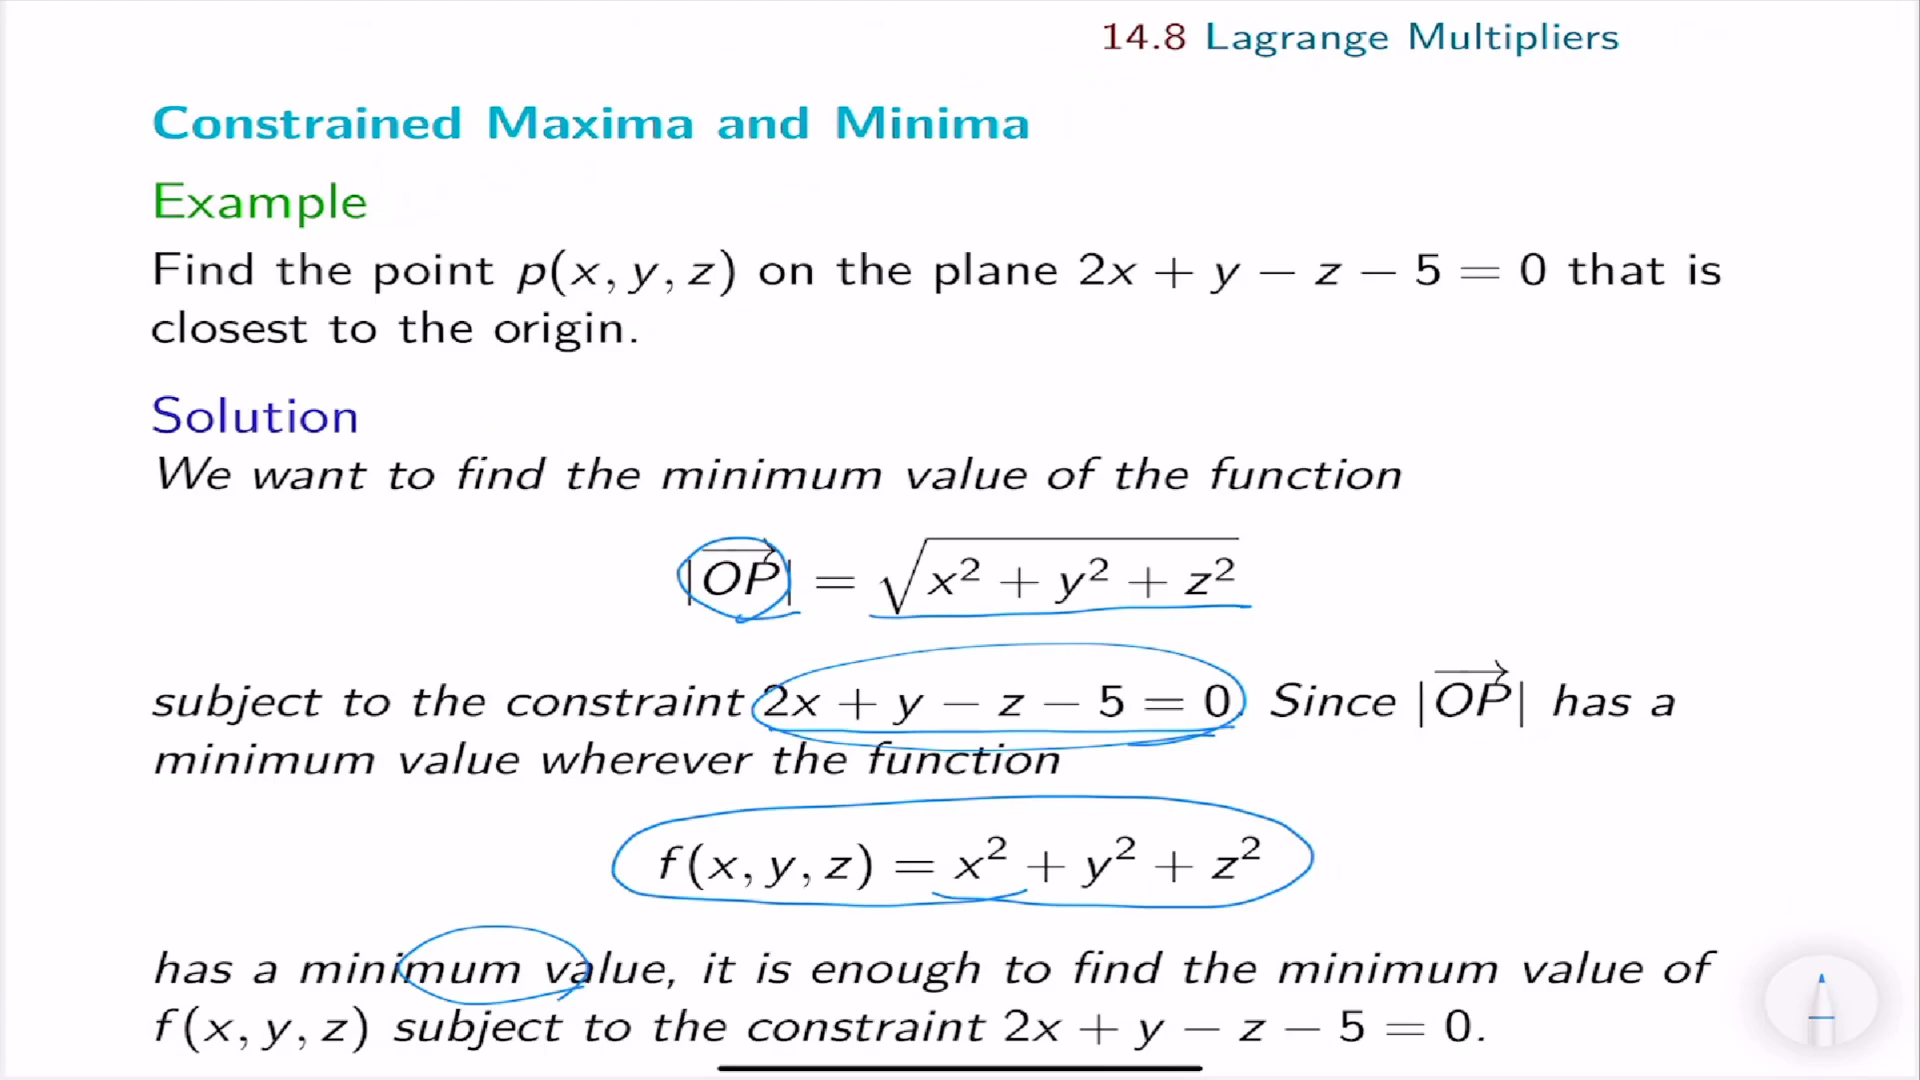 14.8 Lagrange Multipliers
Constrained Maxima and Minima
Example
Find the point p(x, y, z) on the plane 2x + y − z − 5 = 0 that is
closest to the origin.
Solution
We want to find the minimum value of the function
|\overrightarrow{OP}| = √(x² + y² + z²)
subject to the constraint 2x + y − z − 5 = 0. Since |\overrightarrow{OP}| has a
minimum value wherever the function
f(x, y, z) = x² + y² + z²
has a minimum value, it is enough to find the minimum value of
f(x, y, z) subject to the constraint 2x + y − z − 5 = 0.